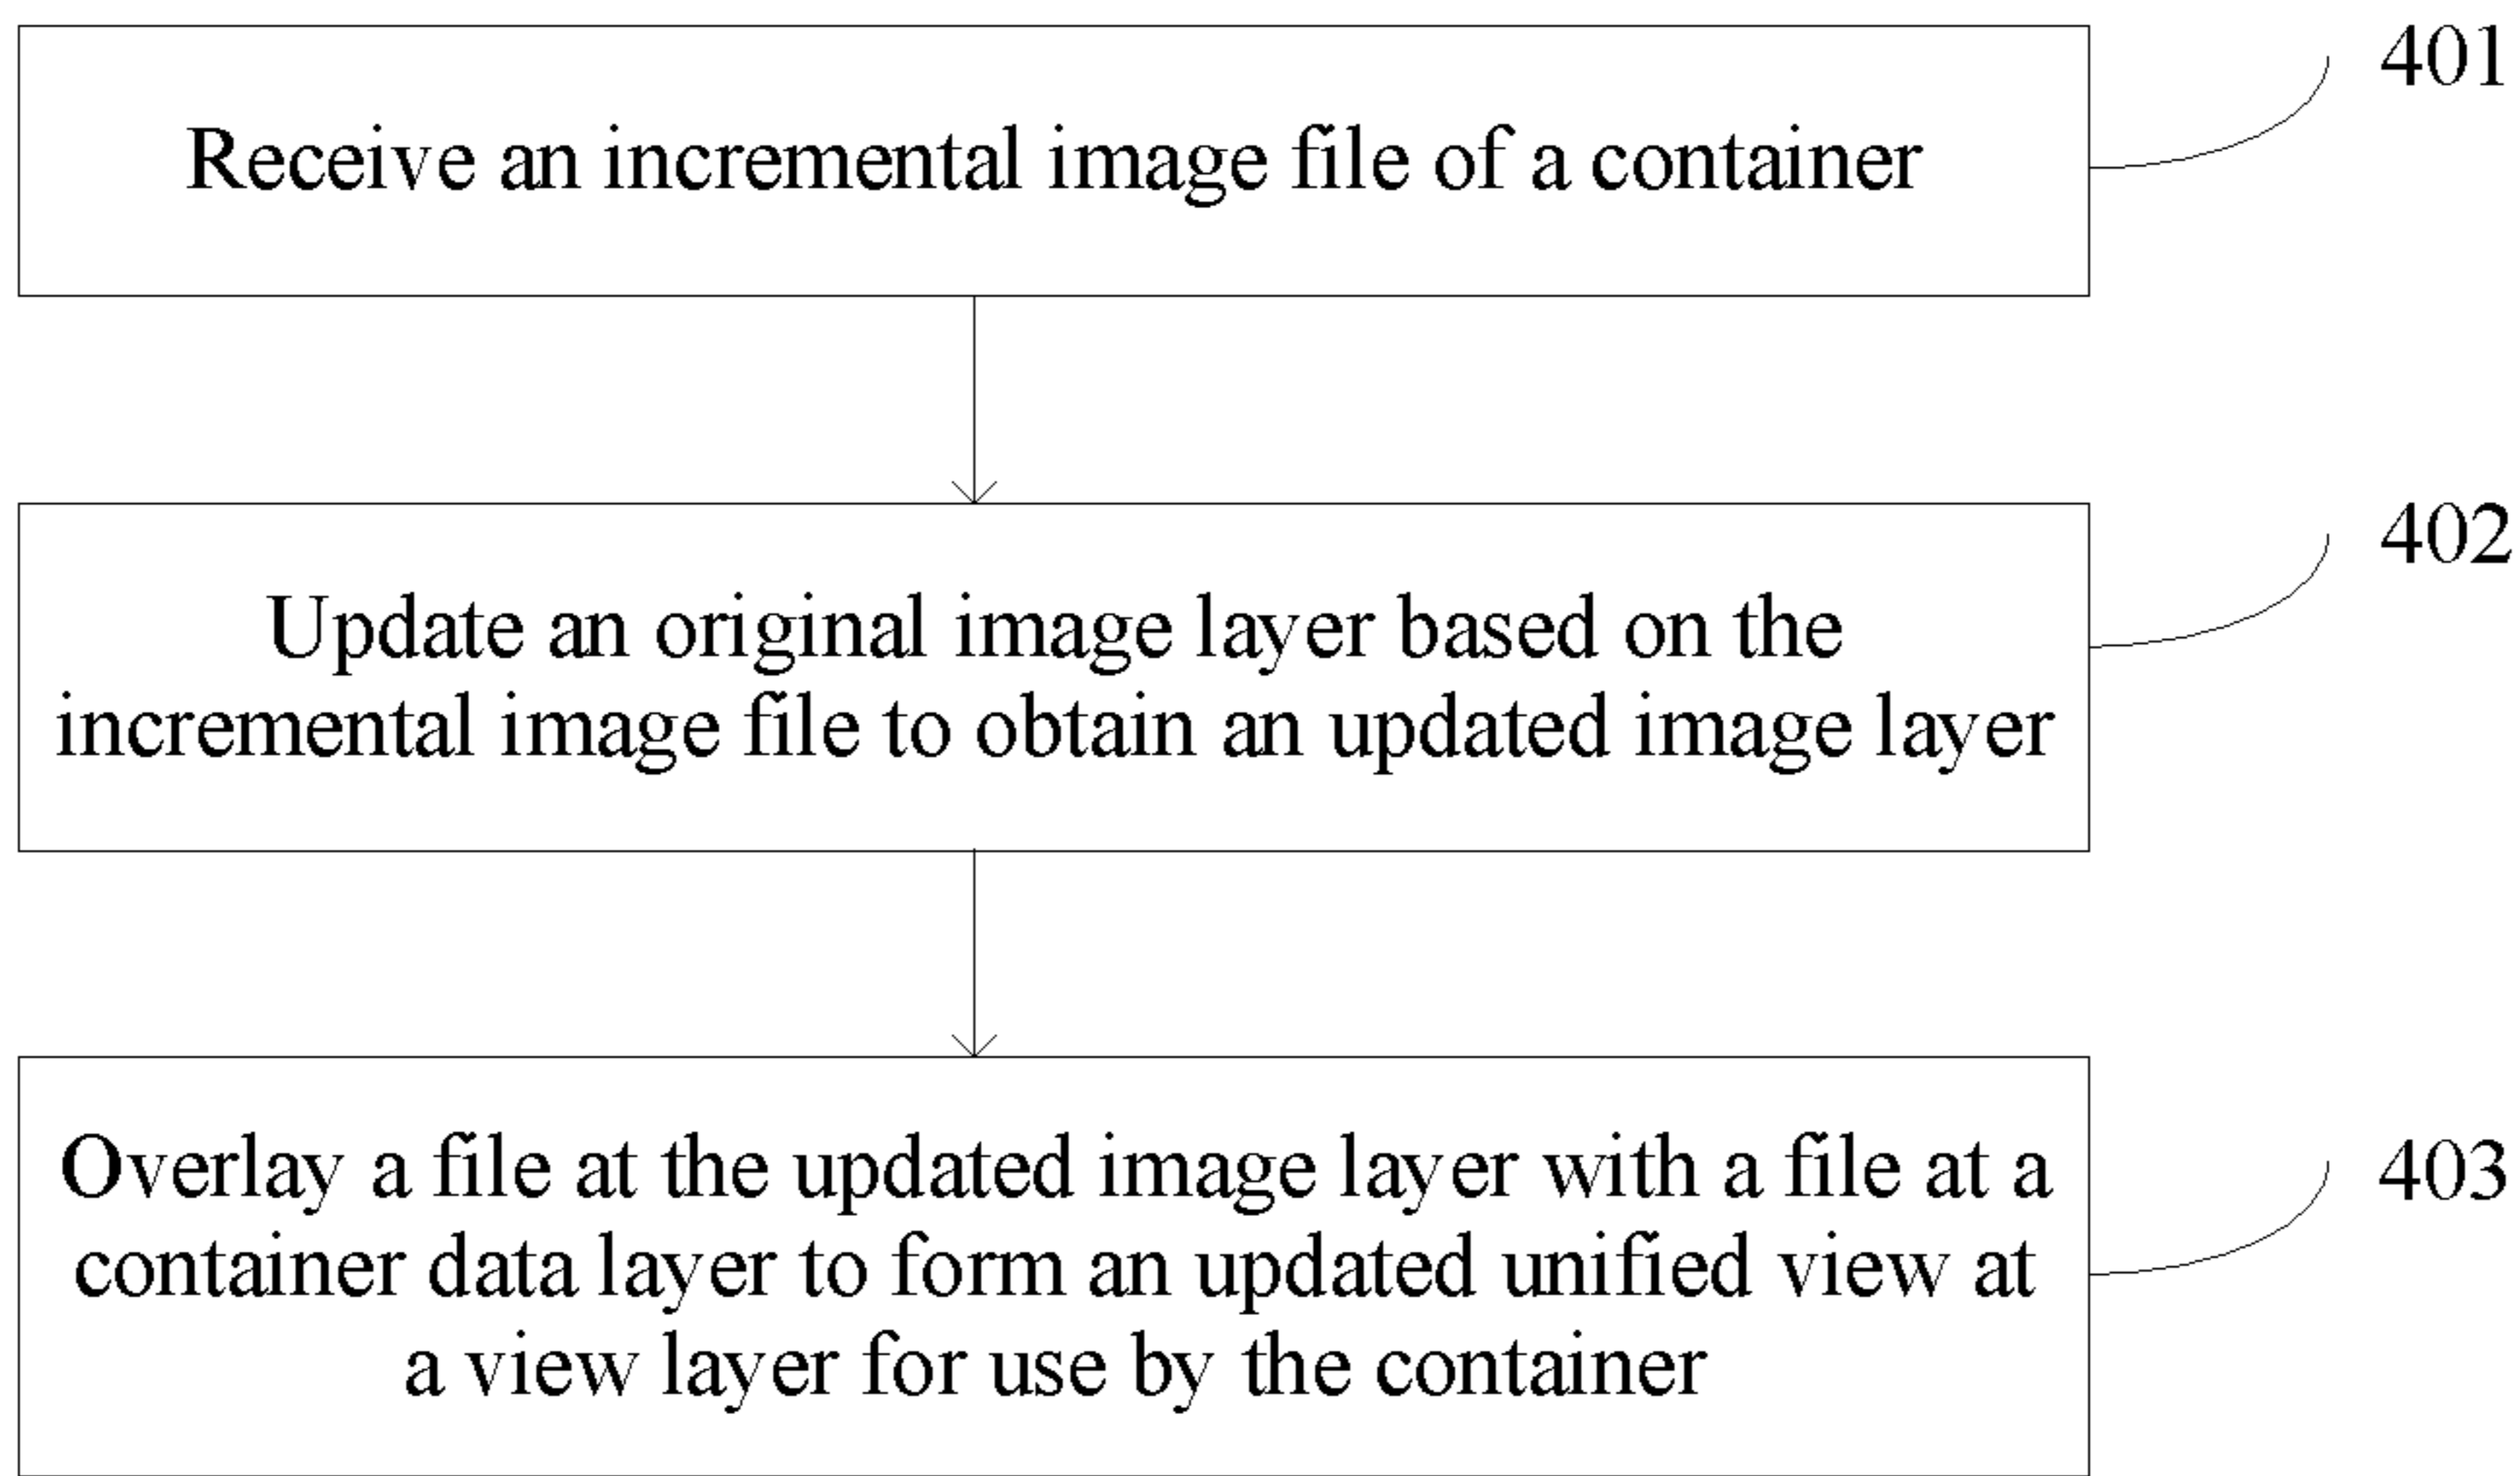 Receive an incremental image file of a container
401
Update an original image layer based on the
incremental image file to obtain an updated image layer
402
Overlay a file at the updated image layer with a file at a
container data layer to form an updated unified view at
a view layer for use by the container
403